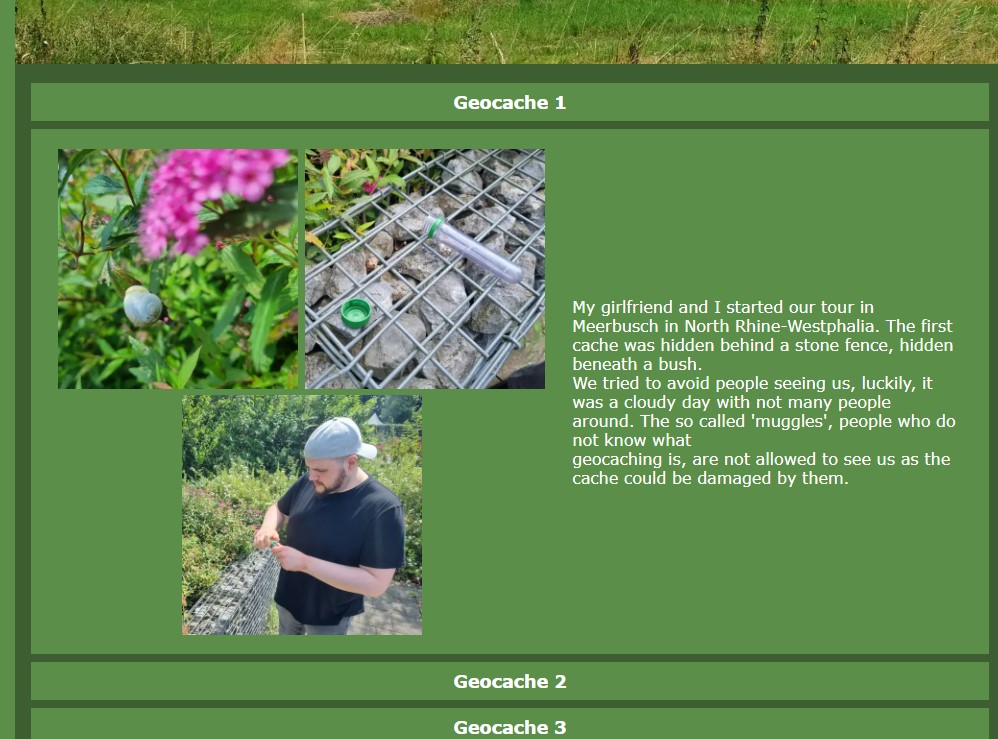 Geocache 1
My girlfriend and I started our tour in
Meerbusch in North Rhine-Westphalia. The first
cache was hidden behind a stone fence, hidden
beneath a bush.
We tried to avoid people seeing us, luckily, it
was a cloudy day with not many people
around. The so called 'muggles', people who do
not know what
geocaching is, are not allowed to see us as the
cache could be damaged by them.
Geocache 2
Geocache 3